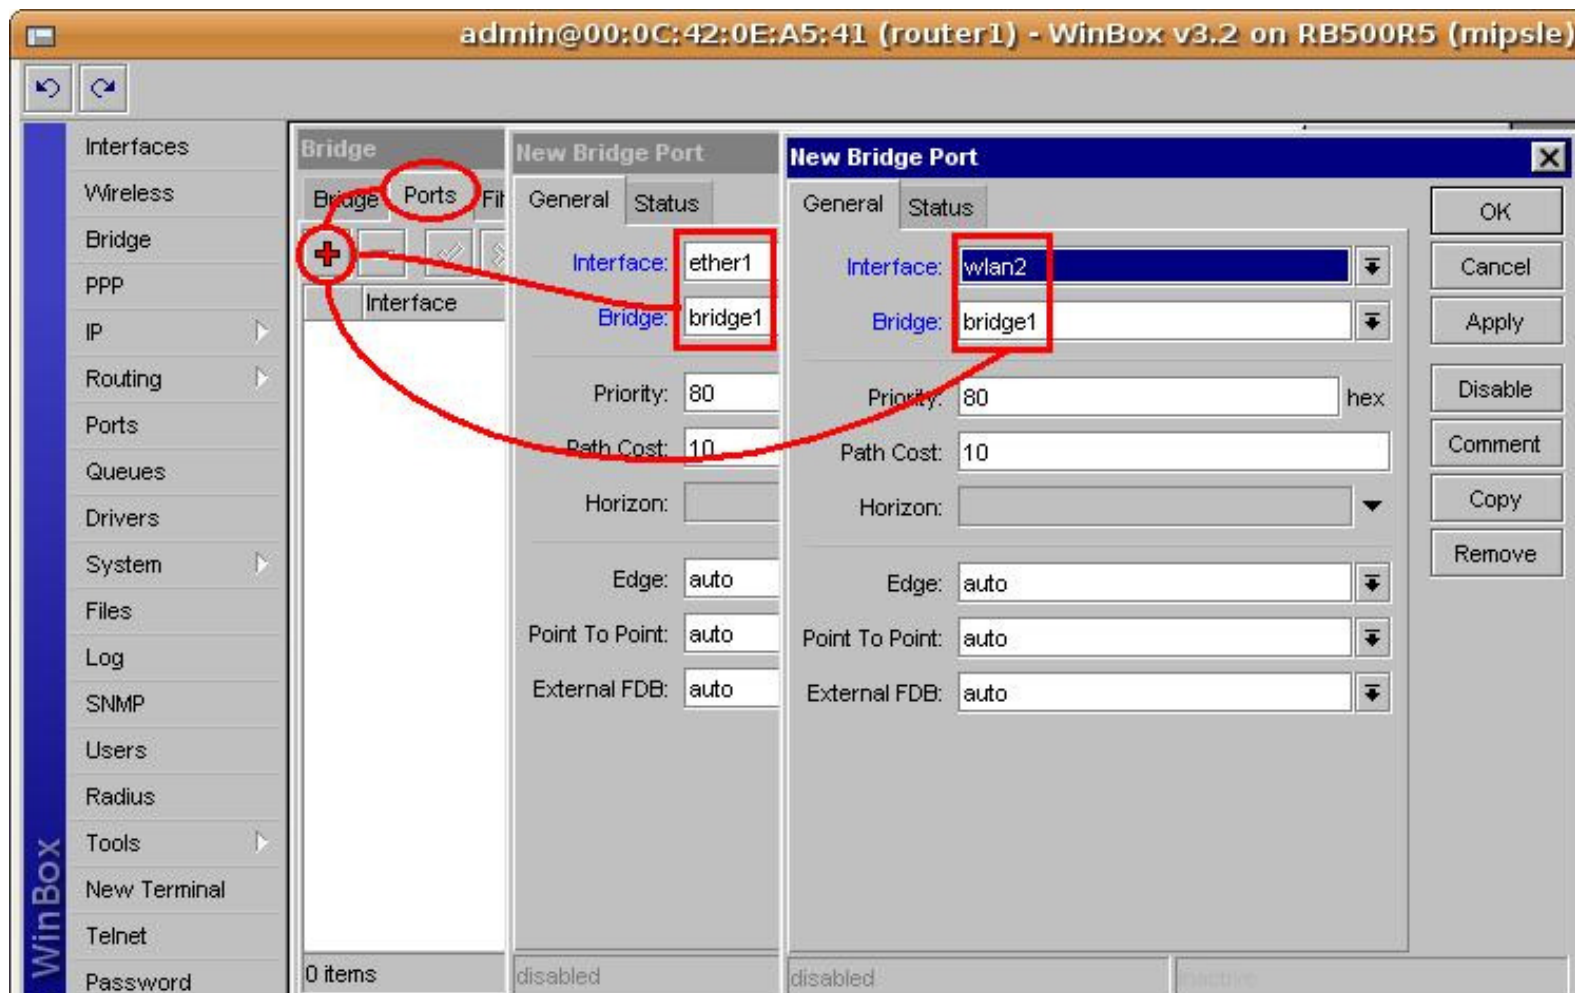 admin@00:0C:42:0E:A5:41 (router1) - WinBox v3.2 on RB500R5 (mipsle)
WinBox
Interfaces
Wireless
Bridge
PPP
IP
Routing
Ports
Queues
Drivers
System
Files
Log
SNMP
Users
Radius
Tools
New Terminal
Telnet
Password
Bridge
Bridge Ports Fil
Interface
0 items
New Bridge Port
General Status
Interface: ether1
Bridge: bridge1
Priority: 80
Path Cost: 10
Horizon:
Edge: auto
Point To Point: auto
External FDB: auto
disabled
New Bridge Port
General Status
Interface: wlan2
Bridge: bridge1
Priority: 80 hex
Path Cost: 10
Horizon:
Edge: auto
Point To Point: auto
External FDB: auto
OK
Cancel
Apply
Disable
Comment
Copy
Remove
disabled
inactive